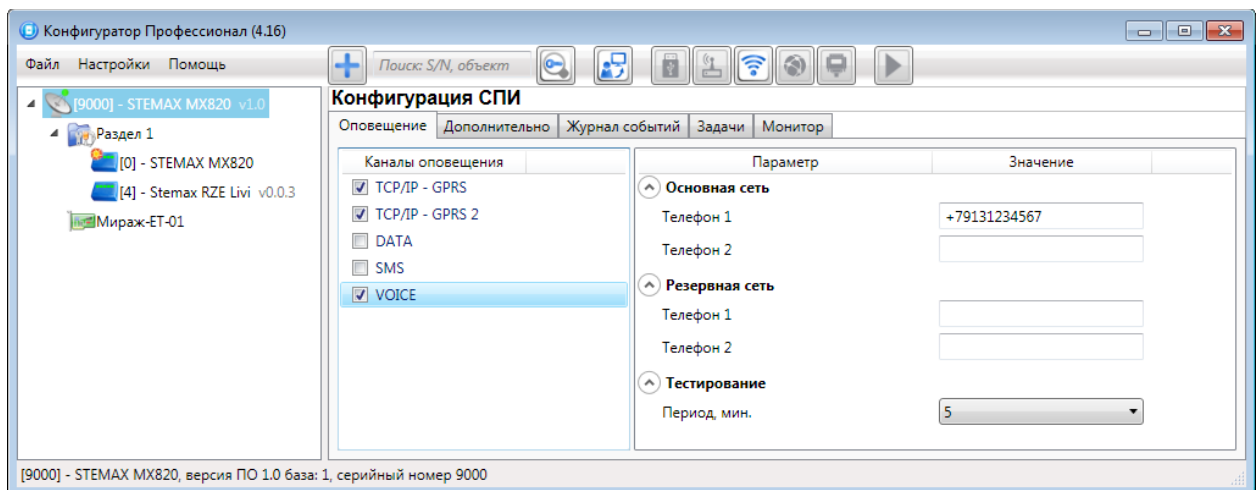 Конфигуратор Профессионал (4.16)
Файл Настройки Помощь Поиск: S/N, объект
[9000] - STEMAX MX820 v1.0
Раздел 1
[0] - STEMAX MX820
[4] - Stemax RZE Livi v0.0.3
Мираж-ET-01
Конфигурация СПИ
Оповещение Дополнительно Журнал событий Задачи Монитор
Каналы оповещения
TCP/IP - GPRS
TCP/IP - GPRS 2
DATA
SMS
VOICE
Параметр Значение
Основная сеть
Телефон 1 +79131234567
Телефон 2
Резервная сеть
Телефон 1
Телефон 2
Тестирование
Период, мин. 5
[9000] - STEMAX MX820, версия ПО 1.0 база: 1, серийный номер 9000